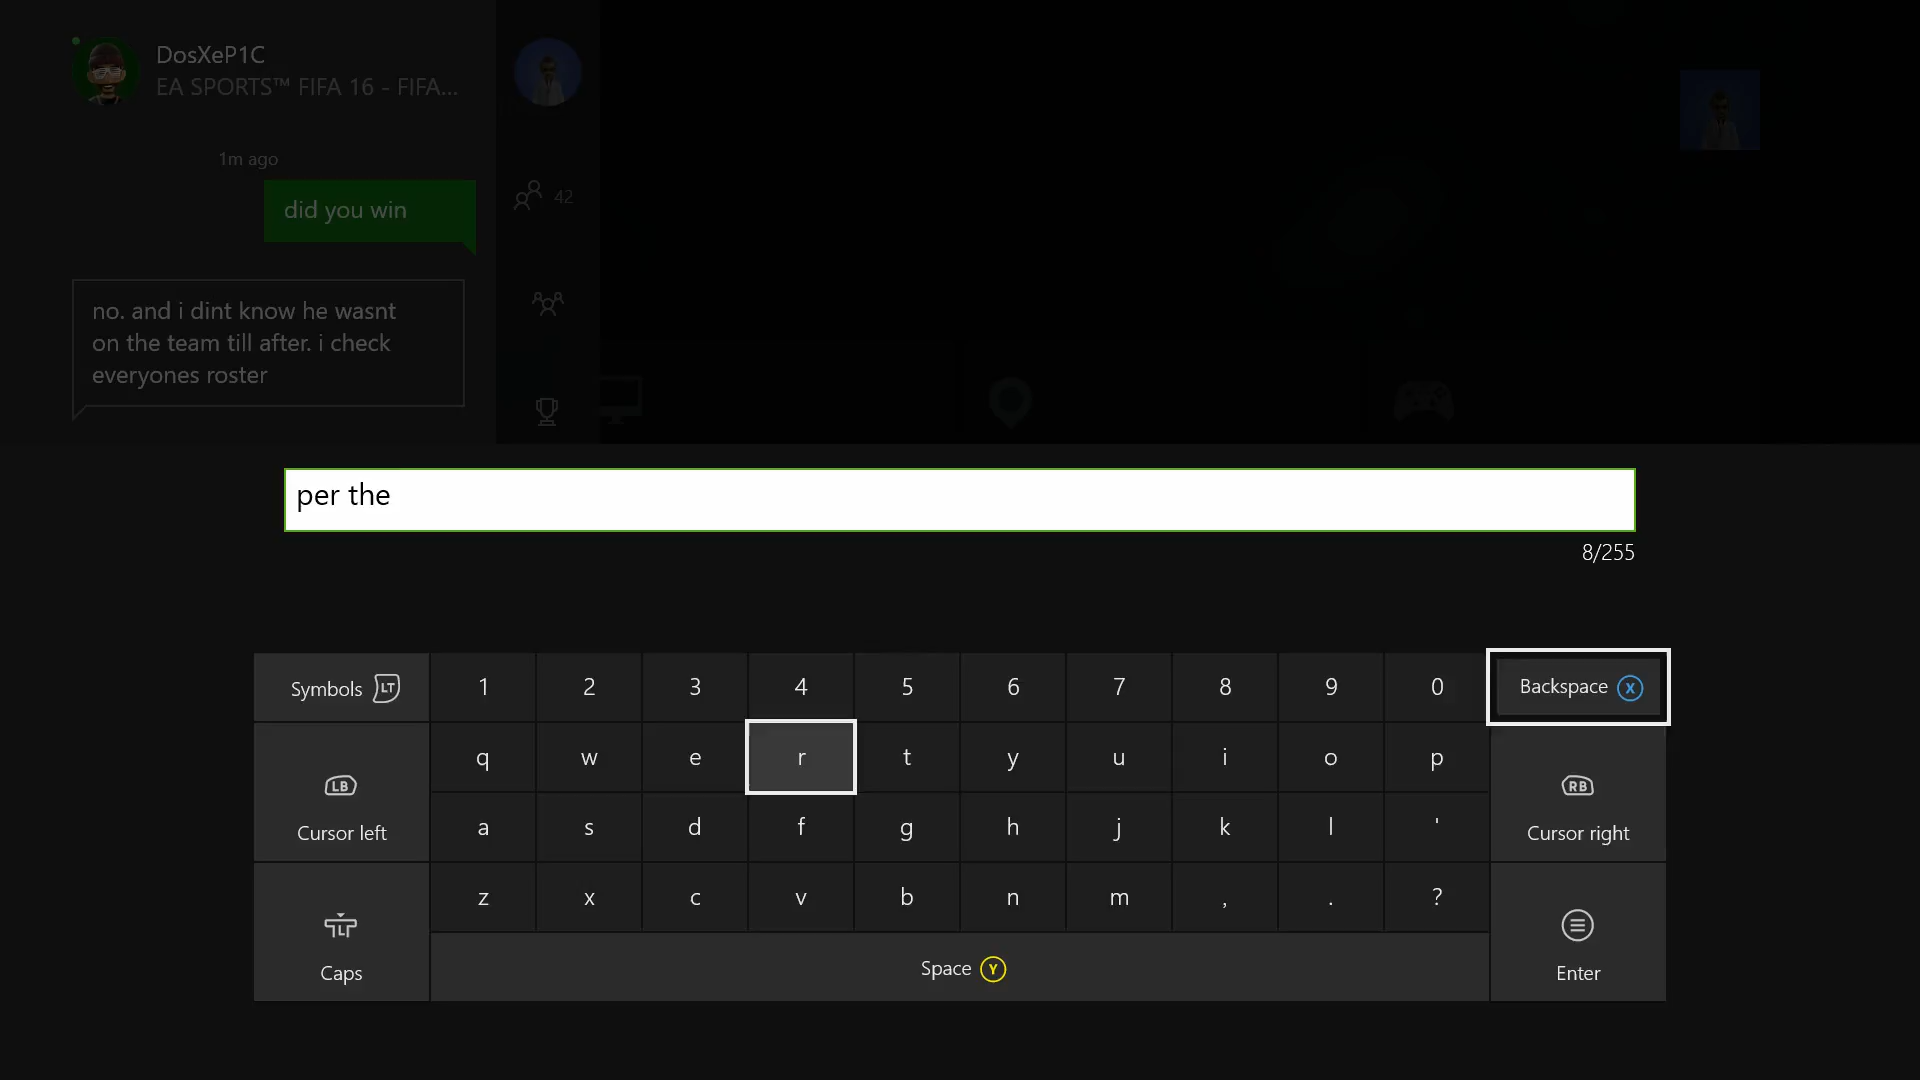 DosXeP1C
EA SPORTS™ FIFA 16 - FIFA...
1m ago
did you win
42
no. and i dint know he wasnt
on the team till after. i check
everyones roster
per the
8/255
Symbols LT 1 2 3 4 5 6 7 8 9 0 Backspace X
LB Cursor left q w e r t y u i o p RB Cursor right
a s d f g h j k l '
LT Caps z x c v b n m , . ? Enter
Space Y